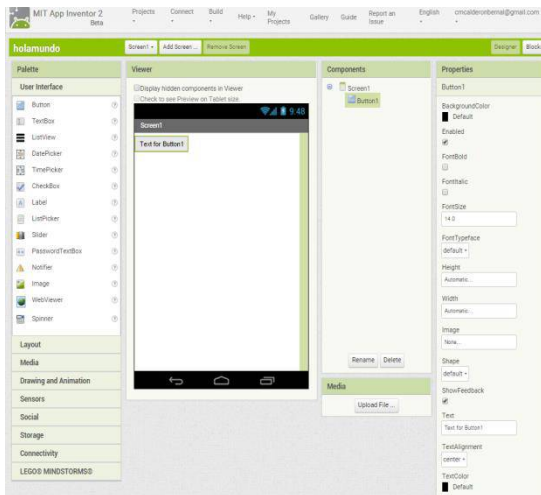 MIT App Inventor 2
Beta
Projects
Connect
Build
Help
My Projects
Gallery
Guide
Report an Issue
English
cmcalderonbernal@gmail.com
holamundo
Screen1
Add Screen ...
Remove Screen
Designer
Block
Palette
User Interface
Button
TextBox
ListView
DatePicker
TimePicker
CheckBox
Label
ListPicker
Slider
PasswordTextBox
Notifier
Image
WebViewer
Spinner
Layout
Media
Drawing and Animation
Sensors
Social
Storage
Connectivity
LEGO® MINDSTORMS®
Viewer
Display hidden components in Viewer
Check to see Preview on Tablet size.
9:48
Screen1
Text for Button1
Components
Screen1
Button1
Rename
Delete
Media
Upload File ...
Properties
Button1
BackgroundColor
Default
Enabled
FontBold
FontItalic
FontSize
14.0
FontTypeface
default
Height
Automatic...
Width
Automatic...
Image
None...
Shape
default
ShowFeedback
Text
Text for Button1
TextAlignment
center
TextColor
Default